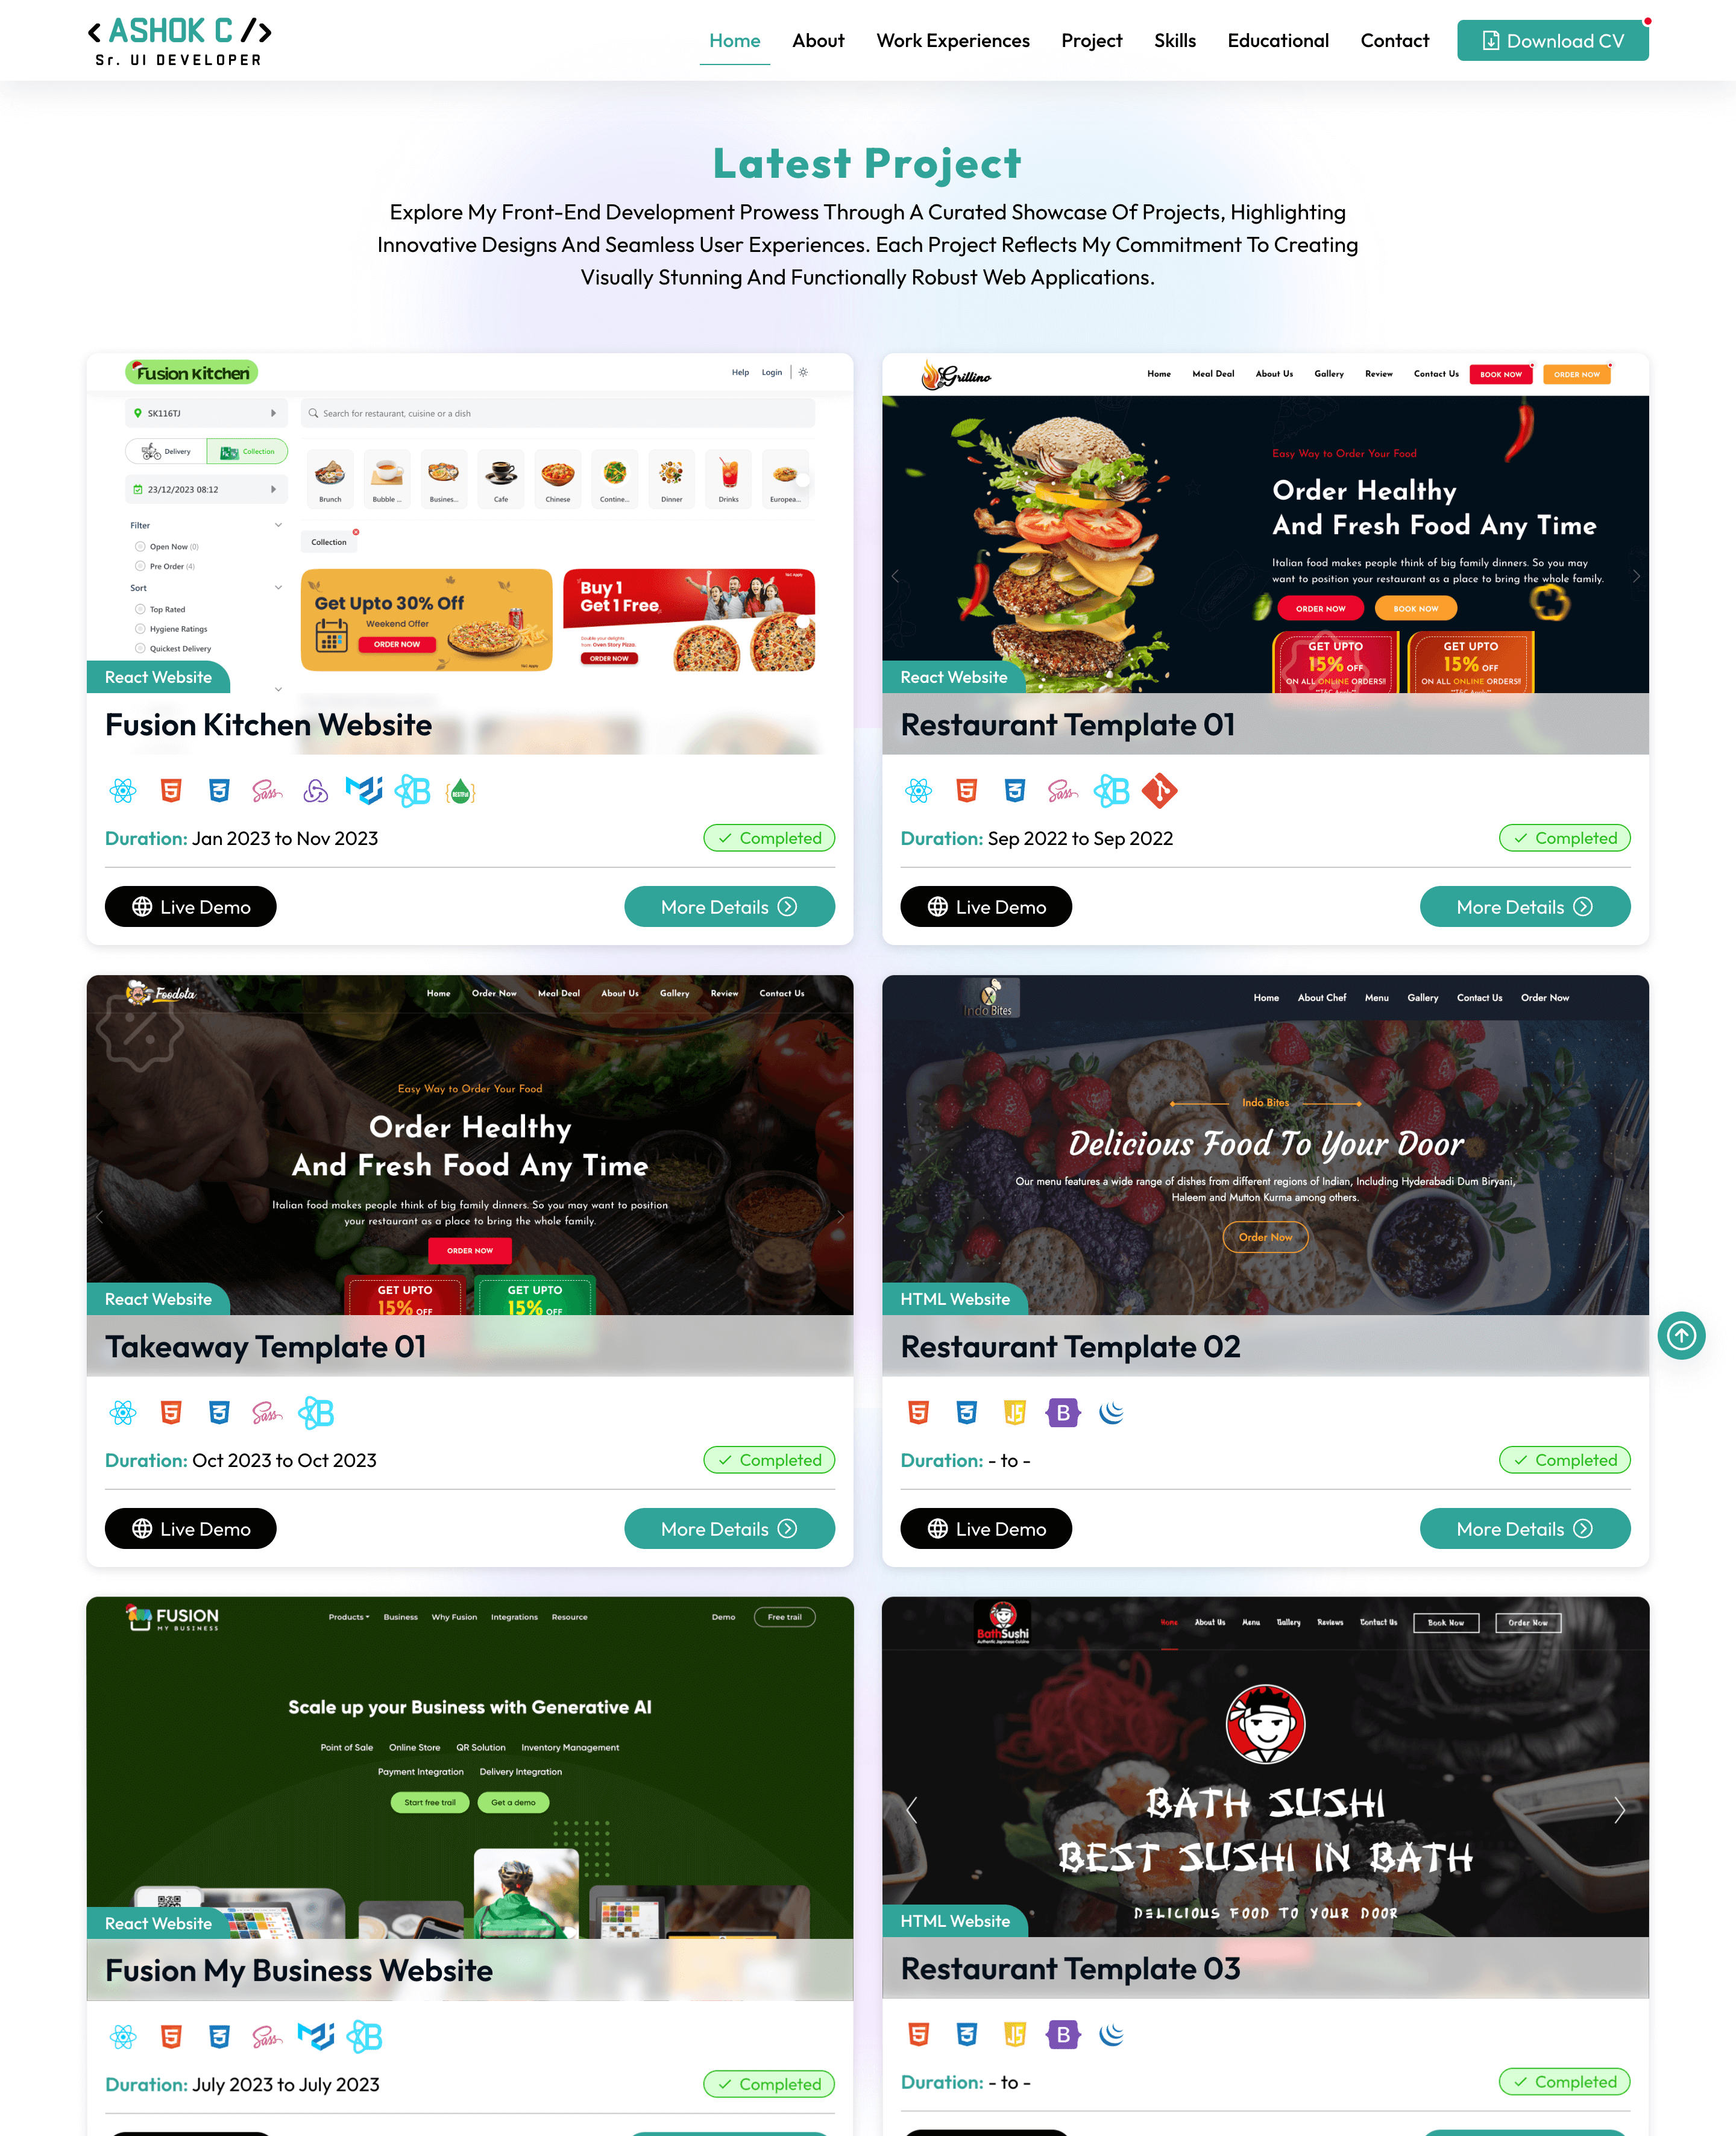 < ASHOK C />
Sr. UI DEVELOPER
Home
About
Work Experiences
Project
Skills
Educational
Contact
Download CV
Latest Project
Explore My Front-End Development Prowess Through A Curated Showcase Of Projects, Highlighting
Innovative Designs And Seamless User Experiences. Each Project Reflects My Commitment To Creating
Visually Stunning And Functionally Robust Web Applications.
Fusion Kitchen
Help
Login
SK116TJ
Search for restaurant, cuisine or a dish
Delivery
Collection
23/12/2023 08:12
Brunch
Bubble ...
Busines...
Cafe
Chinese
Contine...
Dinner
Drinks
Europea...
Filter
Open Now (0)
Pre Order (4)
Sort
Top Rated
Hygiene Ratings
Quickest Delivery
Collection
Get Upto 30% Off
Weekend Offer
ORDER NOW
Buy 1
Get 1 Free
ORDER NOW
React Website
Fusion Kitchen Website
Duration: Jan 2023 to Nov 2023
Completed
Live Demo
More Details
Grillino
Home
Meal Deal
About Us
Gallery
Review
Contact Us
BOOK NOW
ORDER NOW
Easy Way to Order Your Food
Order Healthy
And Fresh Food Any Time
Italian food makes people think of big family dinners. So you may
want to position your restaurant as a place to bring the whole family.
ORDER NOW
BOOK NOW
GET UPTO
15% OFF
ON ALL ONLINE ORDERS!!
GET UPTO
15% OFF
ON ALL ONLINE ORDERS!!
React Website
Restaurant Template 01
Sass
Duration: Sep 2022 to Sep 2022
Completed
Live Demo
More Details
Foodota
Home
Order Now
Meal Deal
About Us
Gallery
Review
Contact Us
Easy Way to Order Your Food
Order Healthy
And Fresh Food Any Time
Italian food makes people think of big family dinners. So you may want to position
your restaurant as a place to bring the whole family.
ORDER NOW
GET UPTO
15% OFF
GET UPTO
15% OFF
React Website
Takeaway Template 01
Sass
Duration: Oct 2023 to Oct 2023
Completed
Live Demo
More Details
Indo Bites
Home
About Chef
Menu
Gallery
Contact Us
Order Now
Indo Bites
Delicious Food To Your Door
Our menu features a wide range of dishes from different regions of Indian, Including Hyderabadi Dum Biryani,
Haleem and Mutton Kurma among others.
Order Now
HTML Website
Restaurant Template 02
JS
B
Duration: - to -
Completed
Live Demo
More Details
FUSION
MY BUSINESS
Products
Business
Why Fusion
Integrations
Resource
Demo
Free trail
Scale up your Business with Generative AI
Point of Sale
Online Store
QR Solution
Inventory Management
Payment Integration
Delivery Integration
Start free trail
Get a demo
React Website
Fusion My Business Website
Sass
Duration: July 2023 to July 2023
Completed
BathSushi
Authentic Japanese Cuisine
Home
About Us
Menu
Gallery
Reviews
Contact Us
Book Now
Order Now
BATH SUSHI
BEST SUSHI IN BATH
DELICIOUS FOOD TO YOUR DOOR
HTML Website
Restaurant Template 03
JS
B
Duration: - to -
Completed